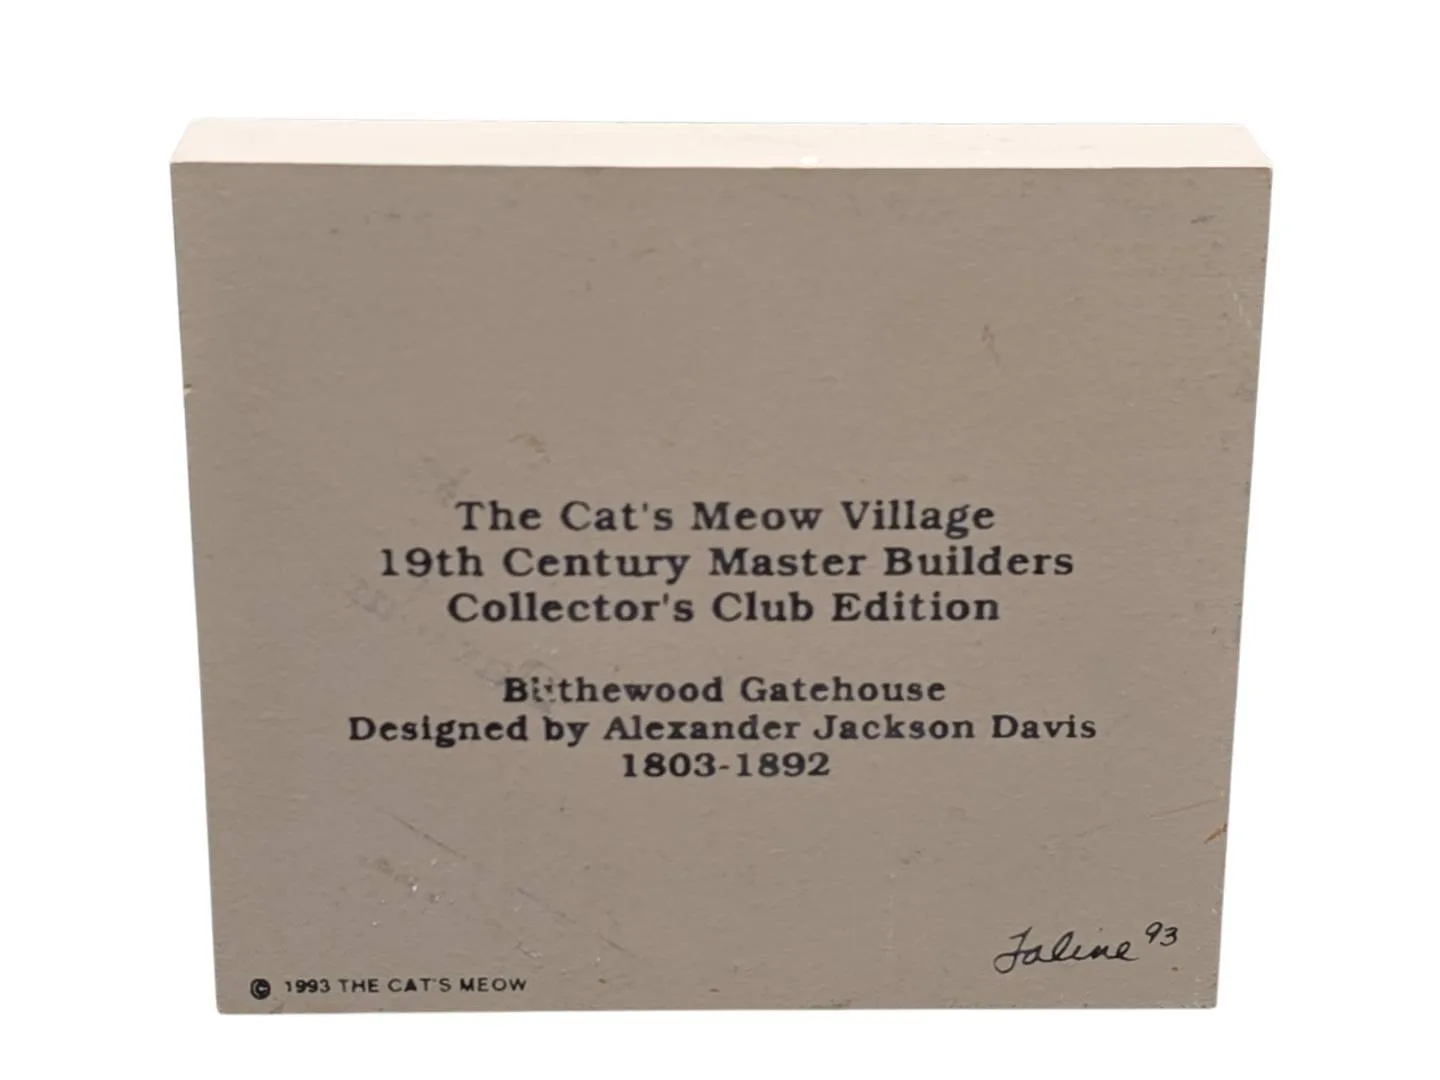 The Cat's Meow Village
19th Century Master Builders
Collector's Club Edition
Blithewood Gatehouse
Designed by Alexander Jackson Davis
1803-1892
Faline 93
© 1993 THE CAT'S MEOW